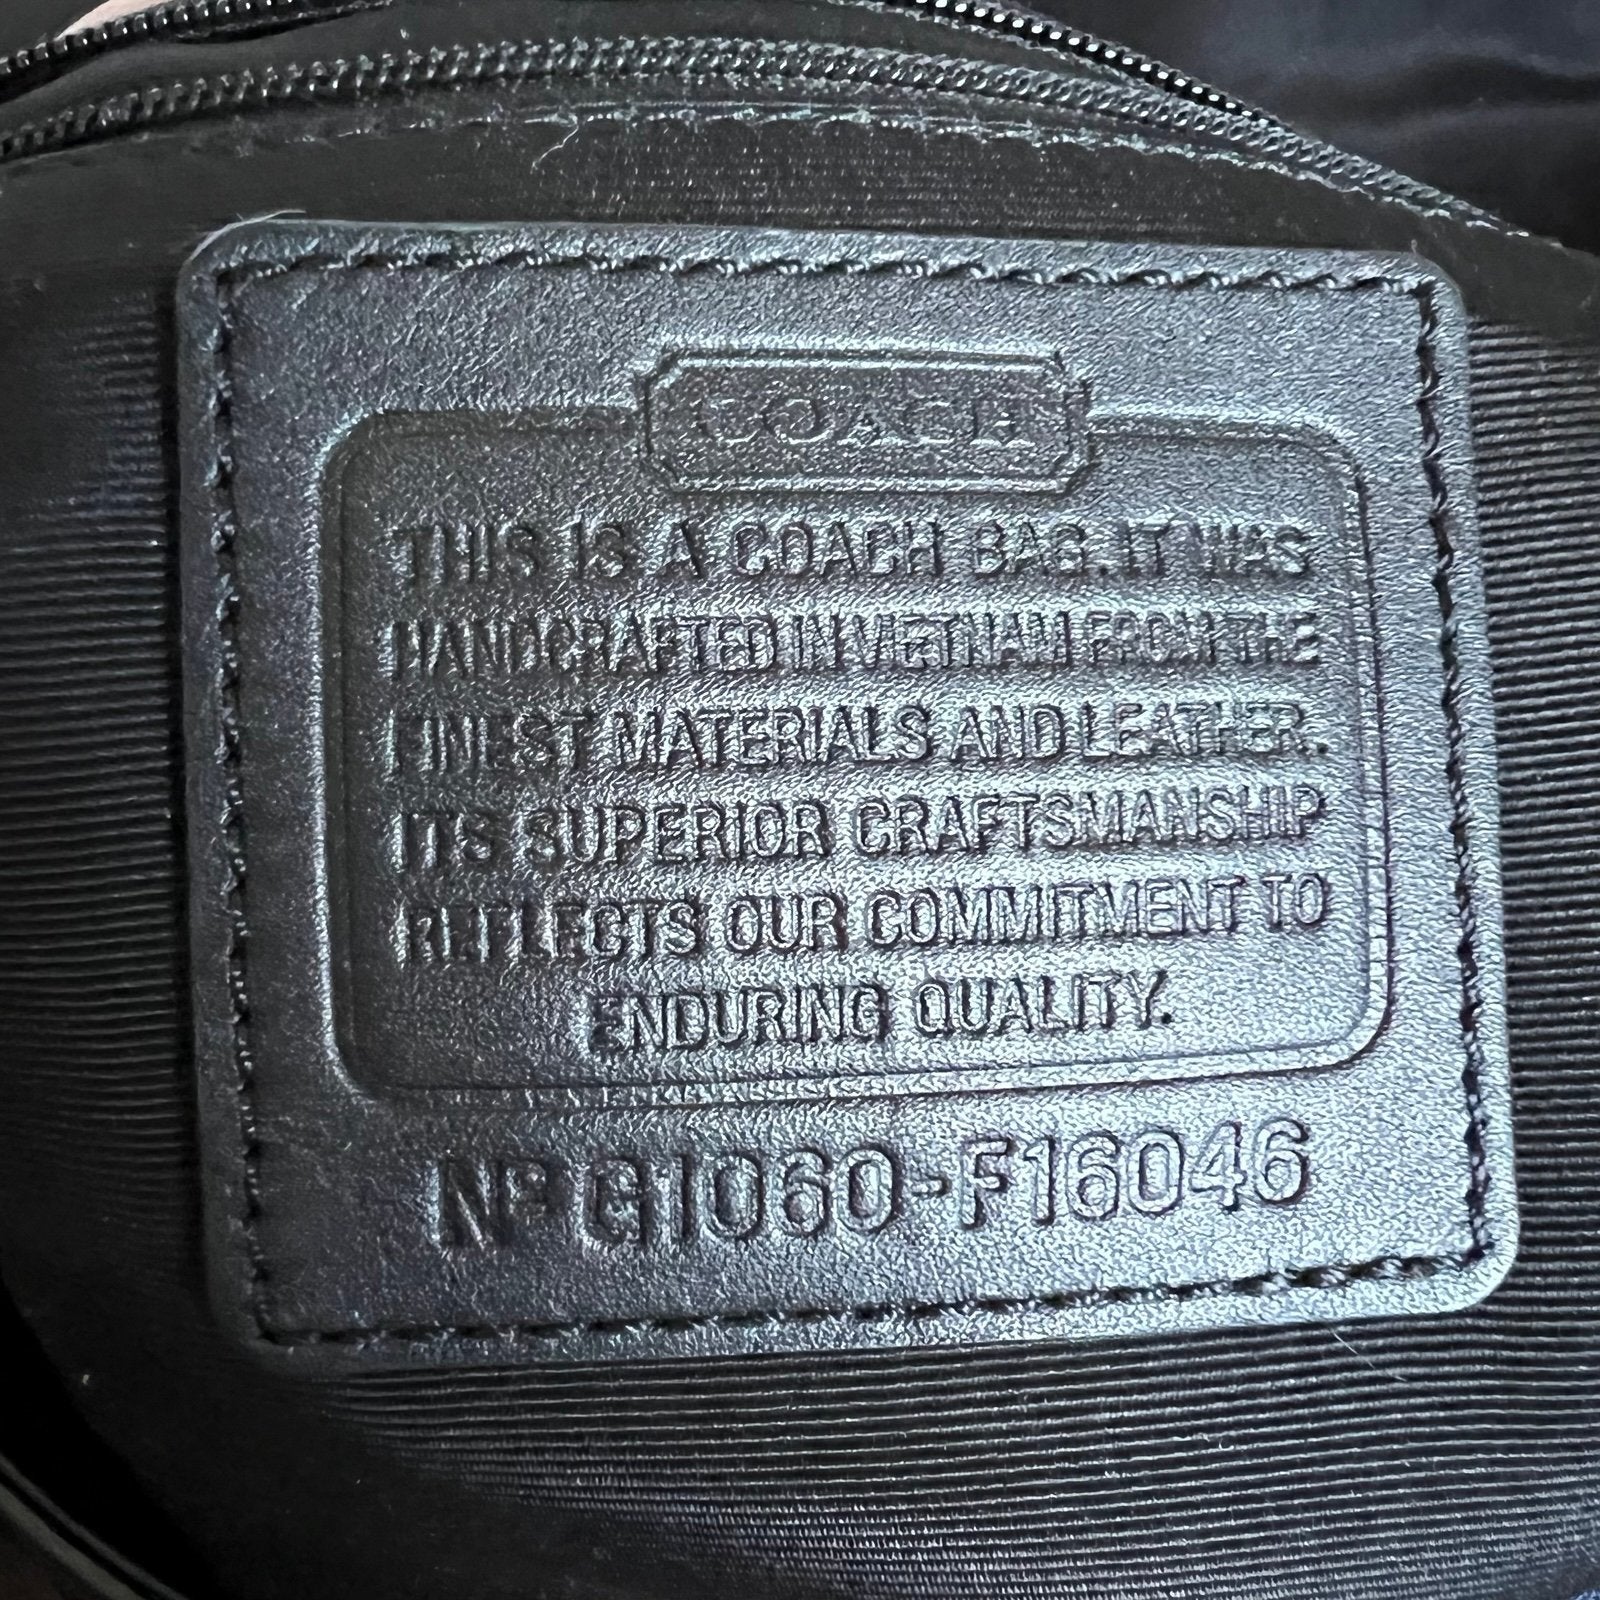 COACH
THIS IS A COACH BAG. IT WAS
HANDCRAFTED IN VIETNAM FROM THE
FINEST MATERIALS AND LEATHER.
ITS SUPERIOR CRAFTSMANSHIP
REFLECTS OUR COMMITMENT TO
ENDURING QUALITY.
Nº G1060-F16046